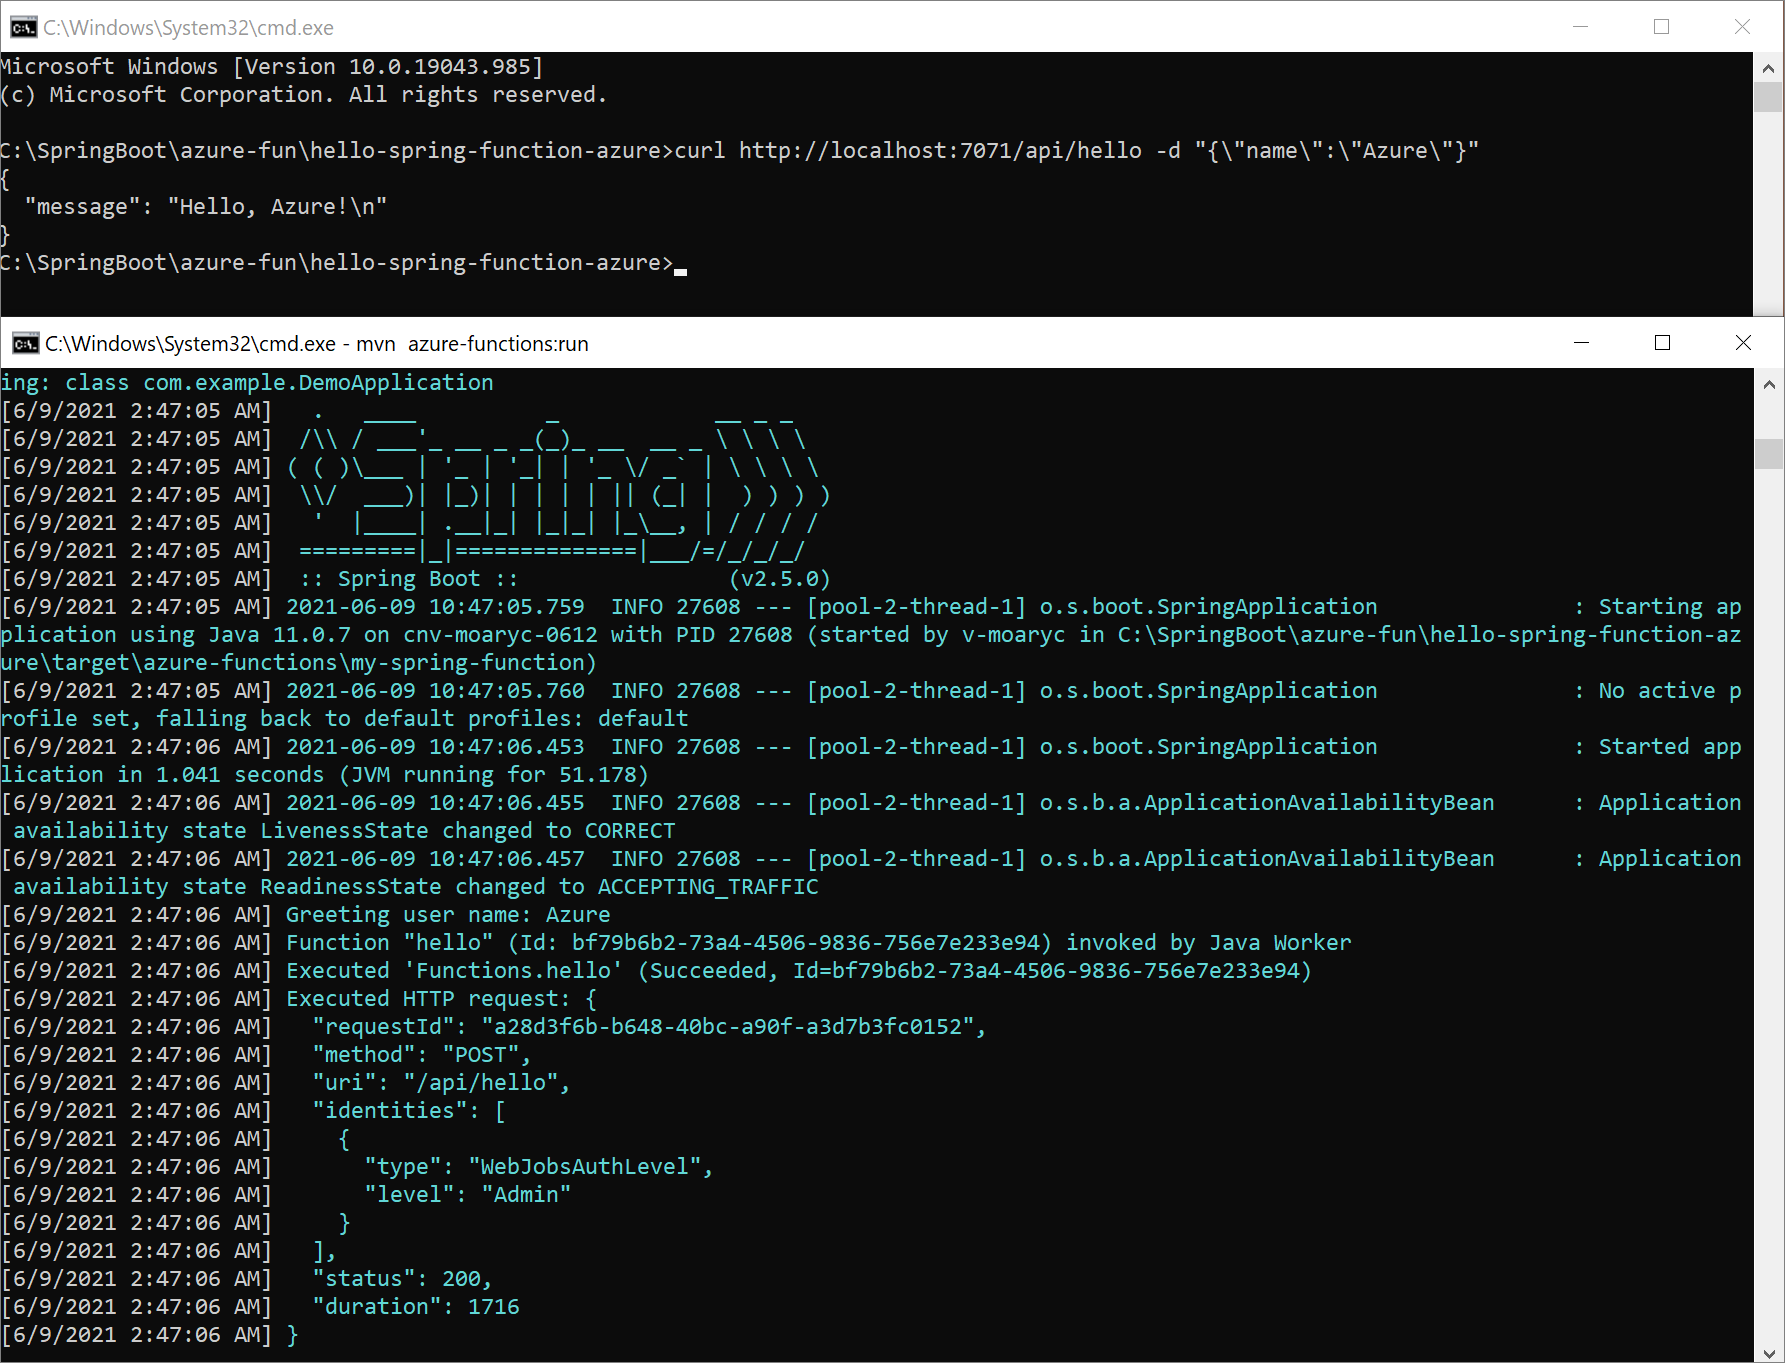 C:\Windows\System32\cmd.exe
Microsoft Windows [Version 10.0.19043.985]
(c) Microsoft Corporation. All rights reserved.
C:\SpringBoot\azure-fun\hello-spring-function-azure>curl http://localhost:7071/api/hello -d "{\"name\":\"Azure\"}"
{
  "message": "Hello, Azure!\n"
}
C:\SpringBoot\azure-fun\hello-spring-function-azure>
C:\Windows\System32\cmd.exe - mvn  azure-functions:run
ing: class com.example.DemoApplication
[6/9/2021 2:47:05 AM]   .   ____          _            __ _ _
[6/9/2021 2:47:05 AM]  /\\ / ___'_ __ _ _(_)_ __  __ _ \ \ \ \
[6/9/2021 2:47:05 AM] ( ( )\___ | '_ | '_| | '_ \/ _` | \ \ \ \
[6/9/2021 2:47:05 AM]  \\/  ___)| |_)| | | | | || (_| |  ) ) ) )
[6/9/2021 2:47:05 AM]   '  |____| .__|_| |_|_| |_\__, | / / / /
[6/9/2021 2:47:05 AM]  =========|_|==============|___/=/_/_/_/
[6/9/2021 2:47:05 AM]  :: Spring Boot ::                (v2.5.0)
[6/9/2021 2:47:05 AM] 2021-06-09 10:47:05.759  INFO 27608 --- [pool-2-thread-1] o.s.boot.SpringApplication               : Starting ap
plication using Java 11.0.7 on cnv-moaryc-0612 with PID 27608 (started by v-moaryc in C:\SpringBoot\azure-fun\hello-spring-function-az
ure\target\azure-functions\my-spring-function)
[6/9/2021 2:47:05 AM] 2021-06-09 10:47:05.760  INFO 27608 --- [pool-2-thread-1] o.s.boot.SpringApplication               : No active p
rofile set, falling back to default profiles: default
[6/9/2021 2:47:06 AM] 2021-06-09 10:47:06.453  INFO 27608 --- [pool-2-thread-1] o.s.boot.SpringApplication               : Started app
lication in 1.041 seconds (JVM running for 51.178)
[6/9/2021 2:47:06 AM] 2021-06-09 10:47:06.455  INFO 27608 --- [pool-2-thread-1] o.s.b.a.ApplicationAvailabilityBean      : Application
 availability state LivenessState changed to CORRECT
[6/9/2021 2:47:06 AM] 2021-06-09 10:47:06.457  INFO 27608 --- [pool-2-thread-1] o.s.b.a.ApplicationAvailabilityBean      : Application
 availability state ReadinessState changed to ACCEPTING_TRAFFIC
[6/9/2021 2:47:06 AM] Greeting user name: Azure
[6/9/2021 2:47:06 AM] Function "hello" (Id: bf79b6b2-73a4-4506-9836-756e7e233e94) invoked by Java Worker
[6/9/2021 2:47:06 AM] Executed 'Functions.hello' (Succeeded, Id=bf79b6b2-73a4-4506-9836-756e7e233e94)
[6/9/2021 2:47:06 AM] Executed HTTP request: {
[6/9/2021 2:47:06 AM]   "requestId": "a28d3f6b-b648-40bc-a90f-a3d7b3fc0152",
[6/9/2021 2:47:06 AM]   "method": "POST",
[6/9/2021 2:47:06 AM]   "uri": "/api/hello",
[6/9/2021 2:47:06 AM]   "identities": [
[6/9/2021 2:47:06 AM]     {
[6/9/2021 2:47:06 AM]       "type": "WebJobsAuthLevel",
[6/9/2021 2:47:06 AM]       "level": "Admin"
[6/9/2021 2:47:06 AM]     }
[6/9/2021 2:47:06 AM]   ],
[6/9/2021 2:47:06 AM]   "status": 200,
[6/9/2021 2:47:06 AM]   "duration": 1716
[6/9/2021 2:47:06 AM] }